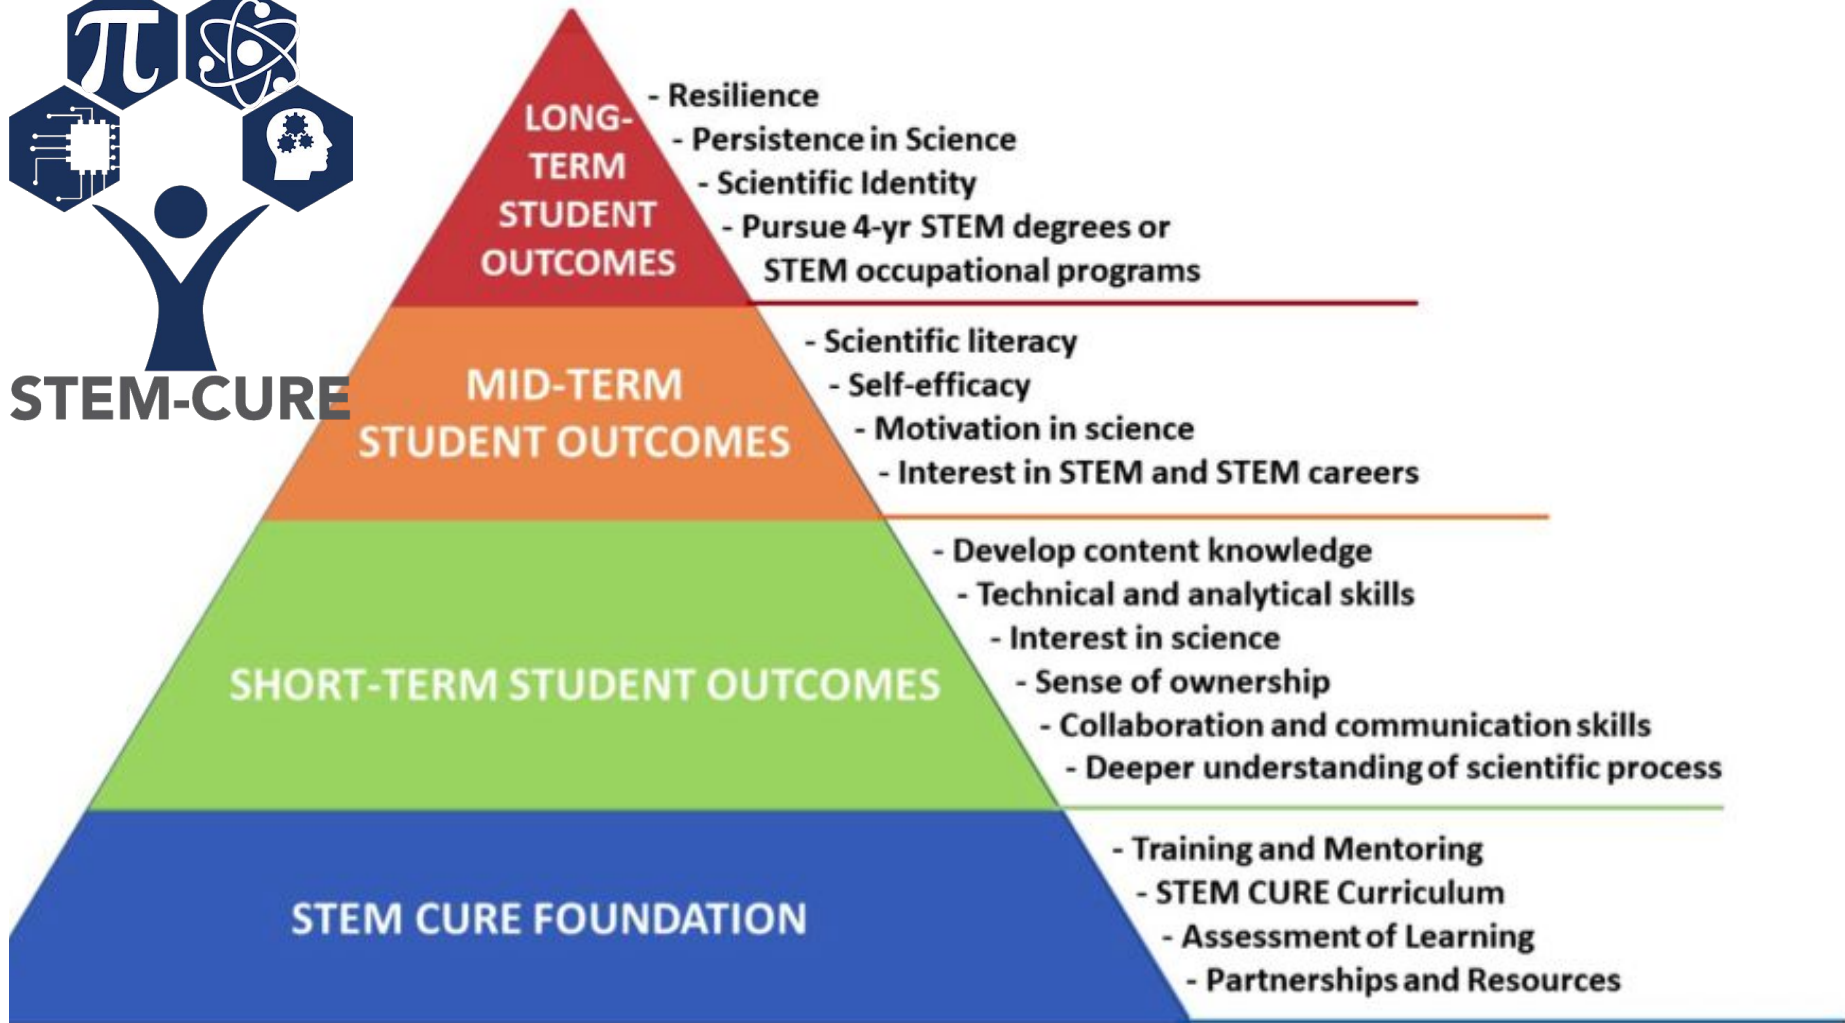 π
STEM-CURE
LONG-
TERM
STUDENT
OUTCOMES
- Resilience
- Persistence in Science
- Scientific Identity
- Pursue 4-yr STEM degrees or
STEM occupational programs
MID-TERM
STUDENT OUTCOMES
- Scientific literacy
- Self-efficacy
- Motivation in science
- Interest in STEM and STEM careers
SHORT-TERM STUDENT OUTCOMES
- Develop content knowledge
- Technical and analytical skills
- Interest in science
- Sense of ownership
- Collaboration and communication skills
- Deeper understanding of scientific process
STEM CURE FOUNDATION
- Training and Mentoring
- STEM CURE Curriculum
- Assessment of Learning
- Partnerships and Resources